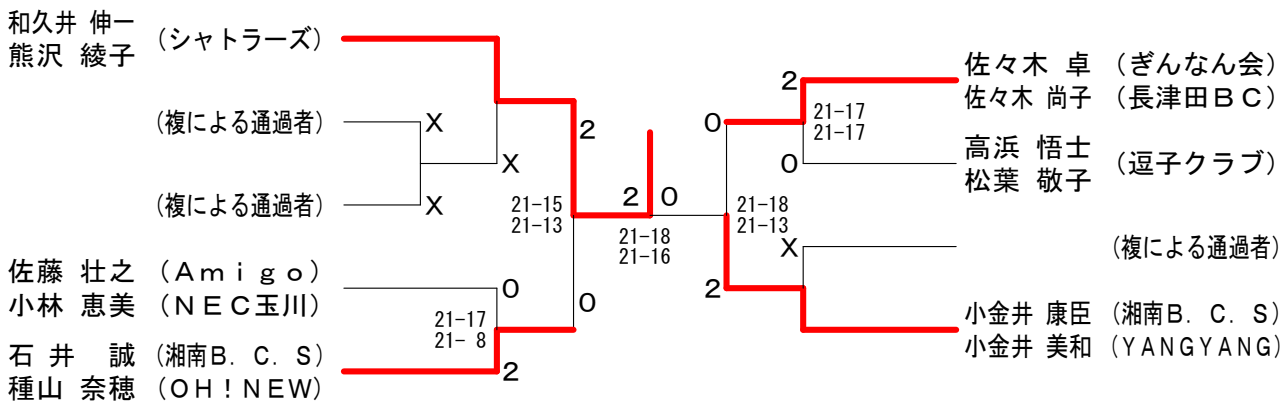 和久井 伸一
熊沢 綾子
(シャトラーズ)
(複による通過者)
X
(複による通過者)
X
X
2
21-15
21-13
佐藤 壮之 (Amigo)
小林 恵美 (NEC玉川)
0
21-17
21- 8
0
石井 誠 (湘南B.C.S)
種山 奈穂 (OH!NEW)
2
2
0
21-18
21-16
佐々木 卓 (ぎんなん会)
佐々木 尚子 (長津田BC)
2
21-17
21-17
0
高浜 悟士
松葉 敬子
(逗子クラブ)
0
21-18
21-13
X
(複による通過者)
2
小金井 康臣 (湘南B.C.S)
小金井 美和 (YANGYANG)